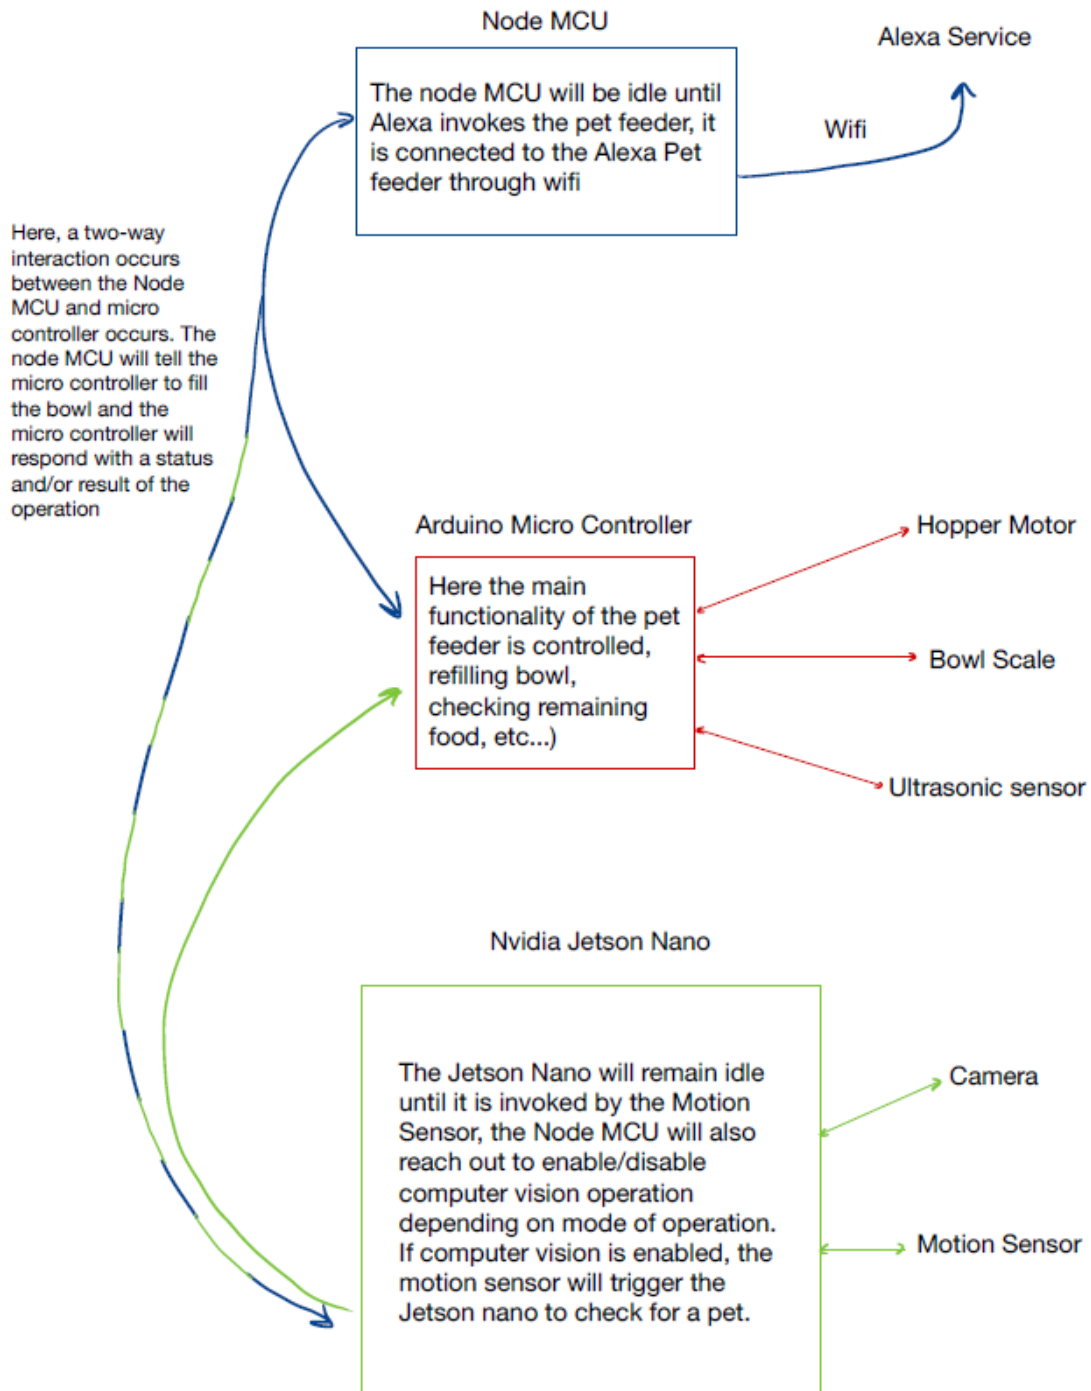 Node MCU
Alexa Service
The node MCU will be idle until
Alexa invokes the pet feeder, it
is connected to the Alexa Pet
feeder through wifi
Wifi
Here, a two-way
interaction occurs
between the Node
MCU and micro
controller occurs. The
node MCU will tell the
micro controller to fill
the bowl and the
micro controller will
respond with a status
and/or result of the
operation
Arduino Micro Controller
Here the main
functionality of the pet
feeder is controlled,
refilling bowl,
checking remaining
food, etc...)
Hopper Motor
Bowl Scale
Ultrasonic sensor
Nvidia Jetson Nano
The Jetson Nano will remain idle
until it is invoked by the Motion
Sensor, the Node MCU will also
reach out to enable/disable
computer vision operation
depending on mode of operation.
If computer vision is enabled, the
motion sensor will trigger the
Jetson nano to check for a pet.
Camera
Motion Sensor